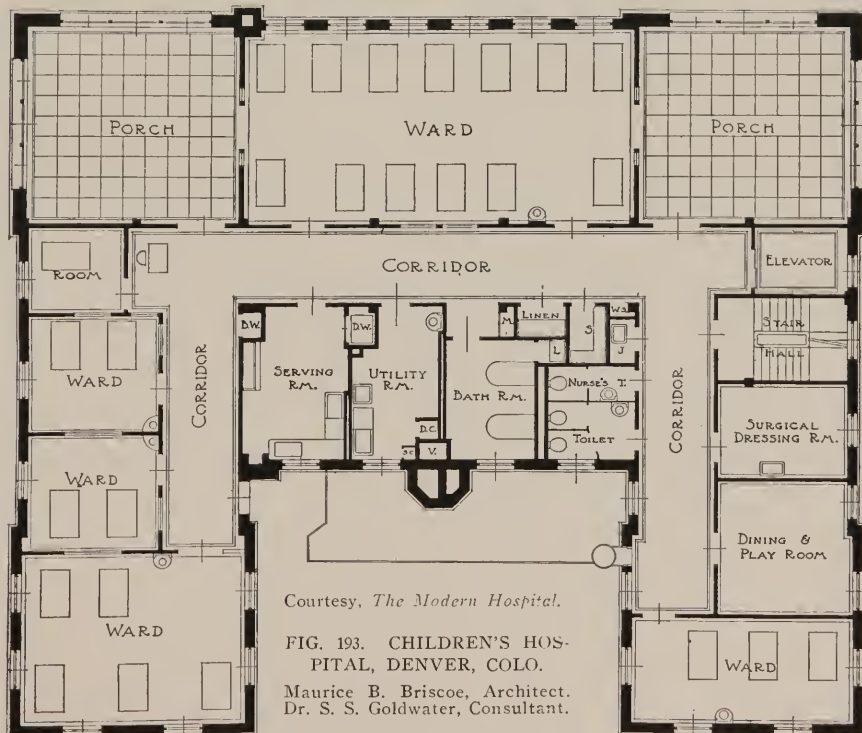 PORCH
WARD
PORCH
CORRIDOR
ELEVATOR
ROOM
D.W.
D.W.
M.
LINEN
S.
W.S.
STAIR
HALL
WARD
CORRIDOR
SERVING
RM.
UTILITY
RM.
BATH RM.
L.
J.
NURSE'S T.
TOILET
CORRIDOR
SURGICAL
DRESSING RM.
WARD
D.C.
S.C.
V.
DINING &
PLAY ROOM
WARD
WARD
Courtesy, The Modern Hospital.
FIG. 193. CHILDREN'S HOS-
PITAL, DENVER, COLO.
Maurice B. Briscoe, Architect.
Dr. S. S. Goldwater, Consultant.